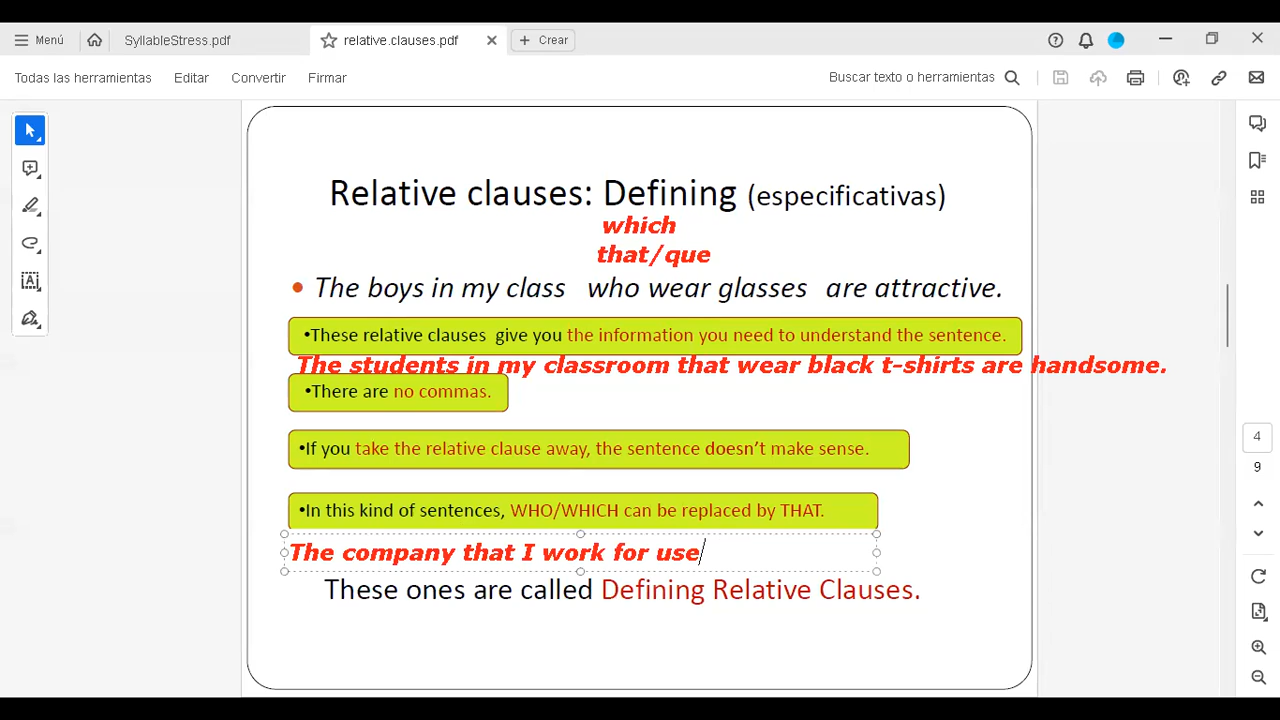 Menú SyllableStress.pdf relative.clauses.pdf Crear
Todas las herramientas Editar Convertir Firmar Buscar texto o herramientas
Relative clauses: Defining (especificativas)
which
that/que
• The boys in my class who wear glasses are attractive.
•These relative clauses give you the information you need to understand the sentence.
The students in my classroom that wear black t-shirts are handsome.
•There are no commas.
•If you take the relative clause away, the sentence doesn't make sense.
•In this kind of sentences, WHO/WHICH can be replaced by THAT.
The company that I work for use
These ones are called Defining Relative Clauses.
4
9